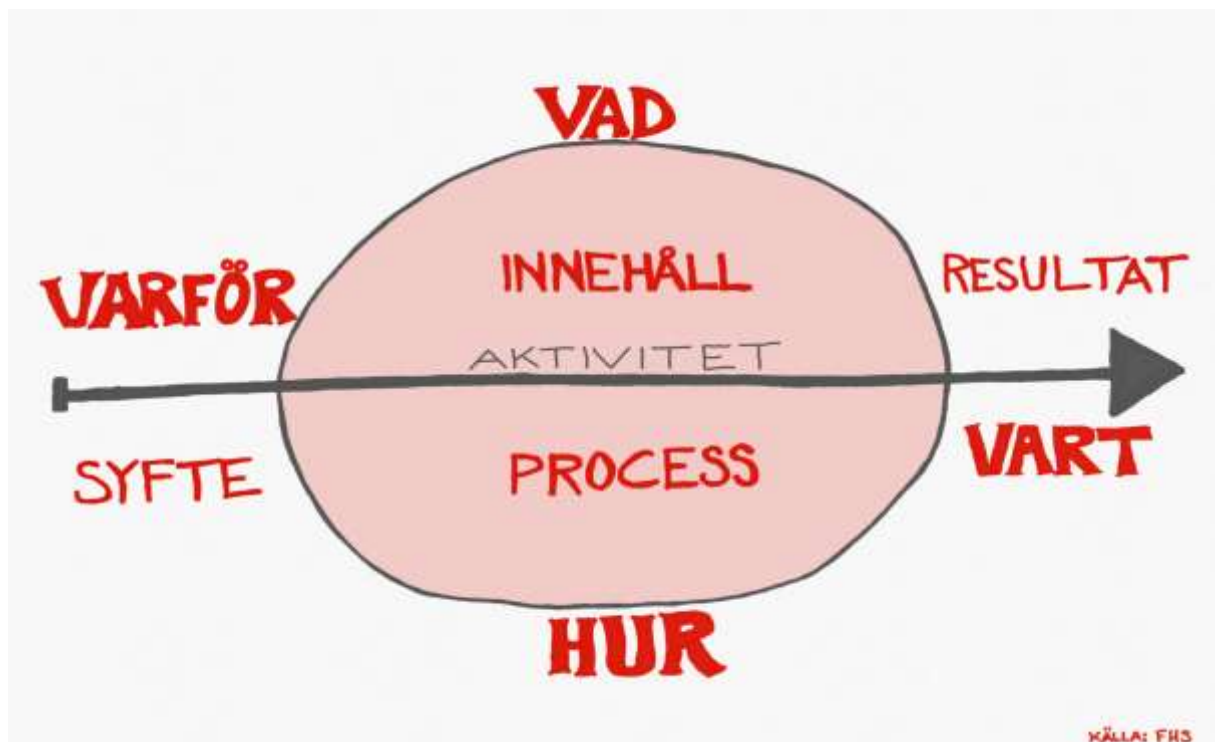 VAD
INNEHÅLL
VARFÖR
RESULTAT
AKTIVITET
SYFTE
PROCESS
VART
HUR
KÄLLA: FHS